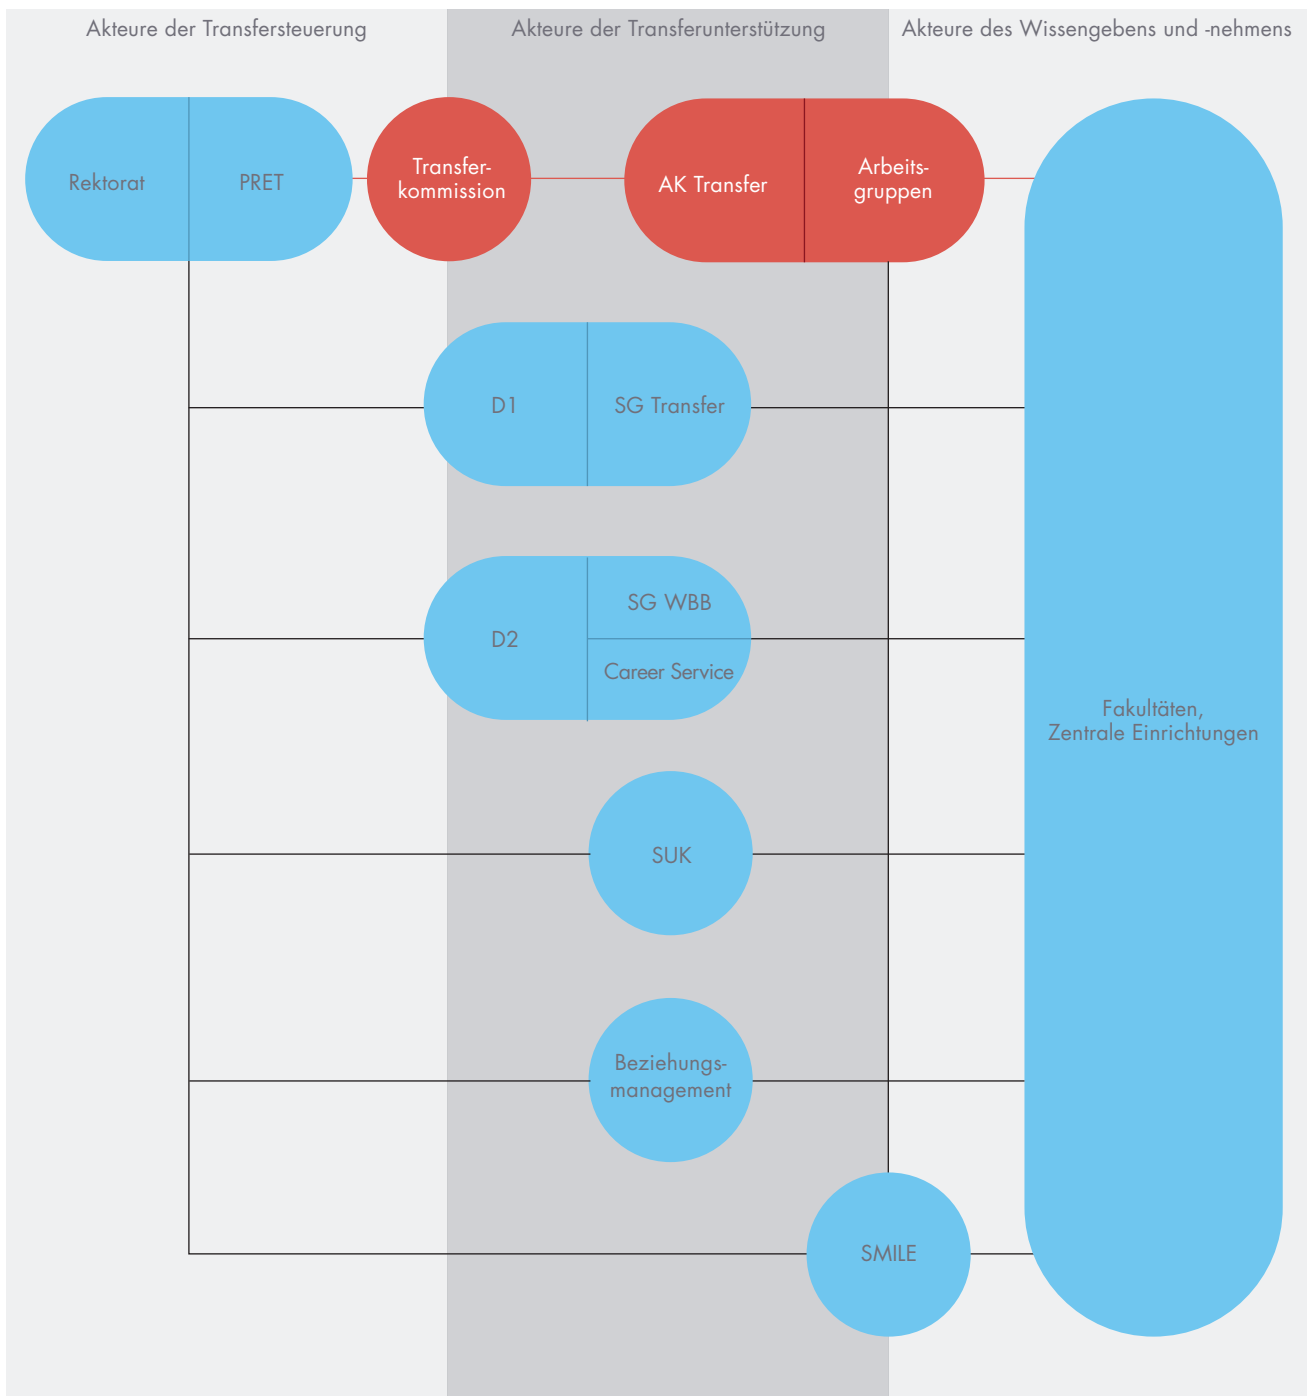 Akteure der Transfersteuerung
Akteure der Transferunterstützung
Akteure des Wissengebens und -nehmens
Rektorat
PRET
Transfer-
kommission
AK Transfer
Arbeits-
gruppen
D1
SG Transfer
D2
SG WBB
Career Service
Fakultäten,
Zentrale Einrichtungen
SUK
Beziehungs-
management
SMILE